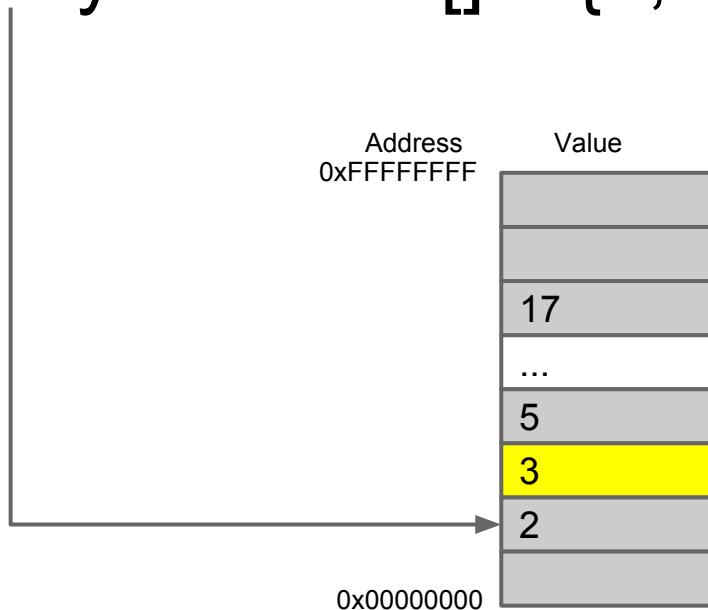 [] {
Address Value
0xFFFFFFFF
17
...
5
3
2
0x00000000